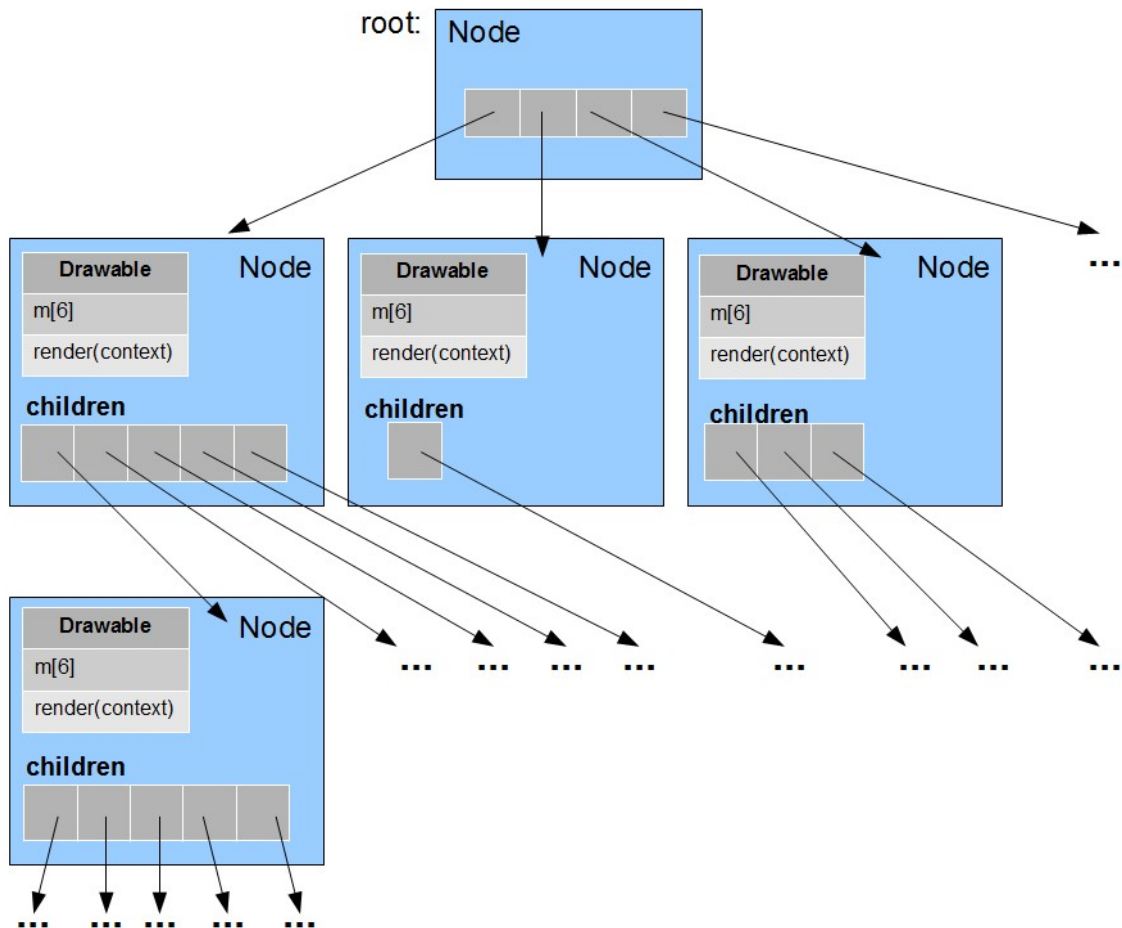 root:
Node
...
Drawable
Node
m[6]
render(context)
children
Drawable
Node
m[6]
render(context)
children
Drawable
Node
m[6]
render(context)
children
... ... ... ... ... ... ... ...
Drawable
Node
m[6]
render(context)
children
... ... ... ... ...